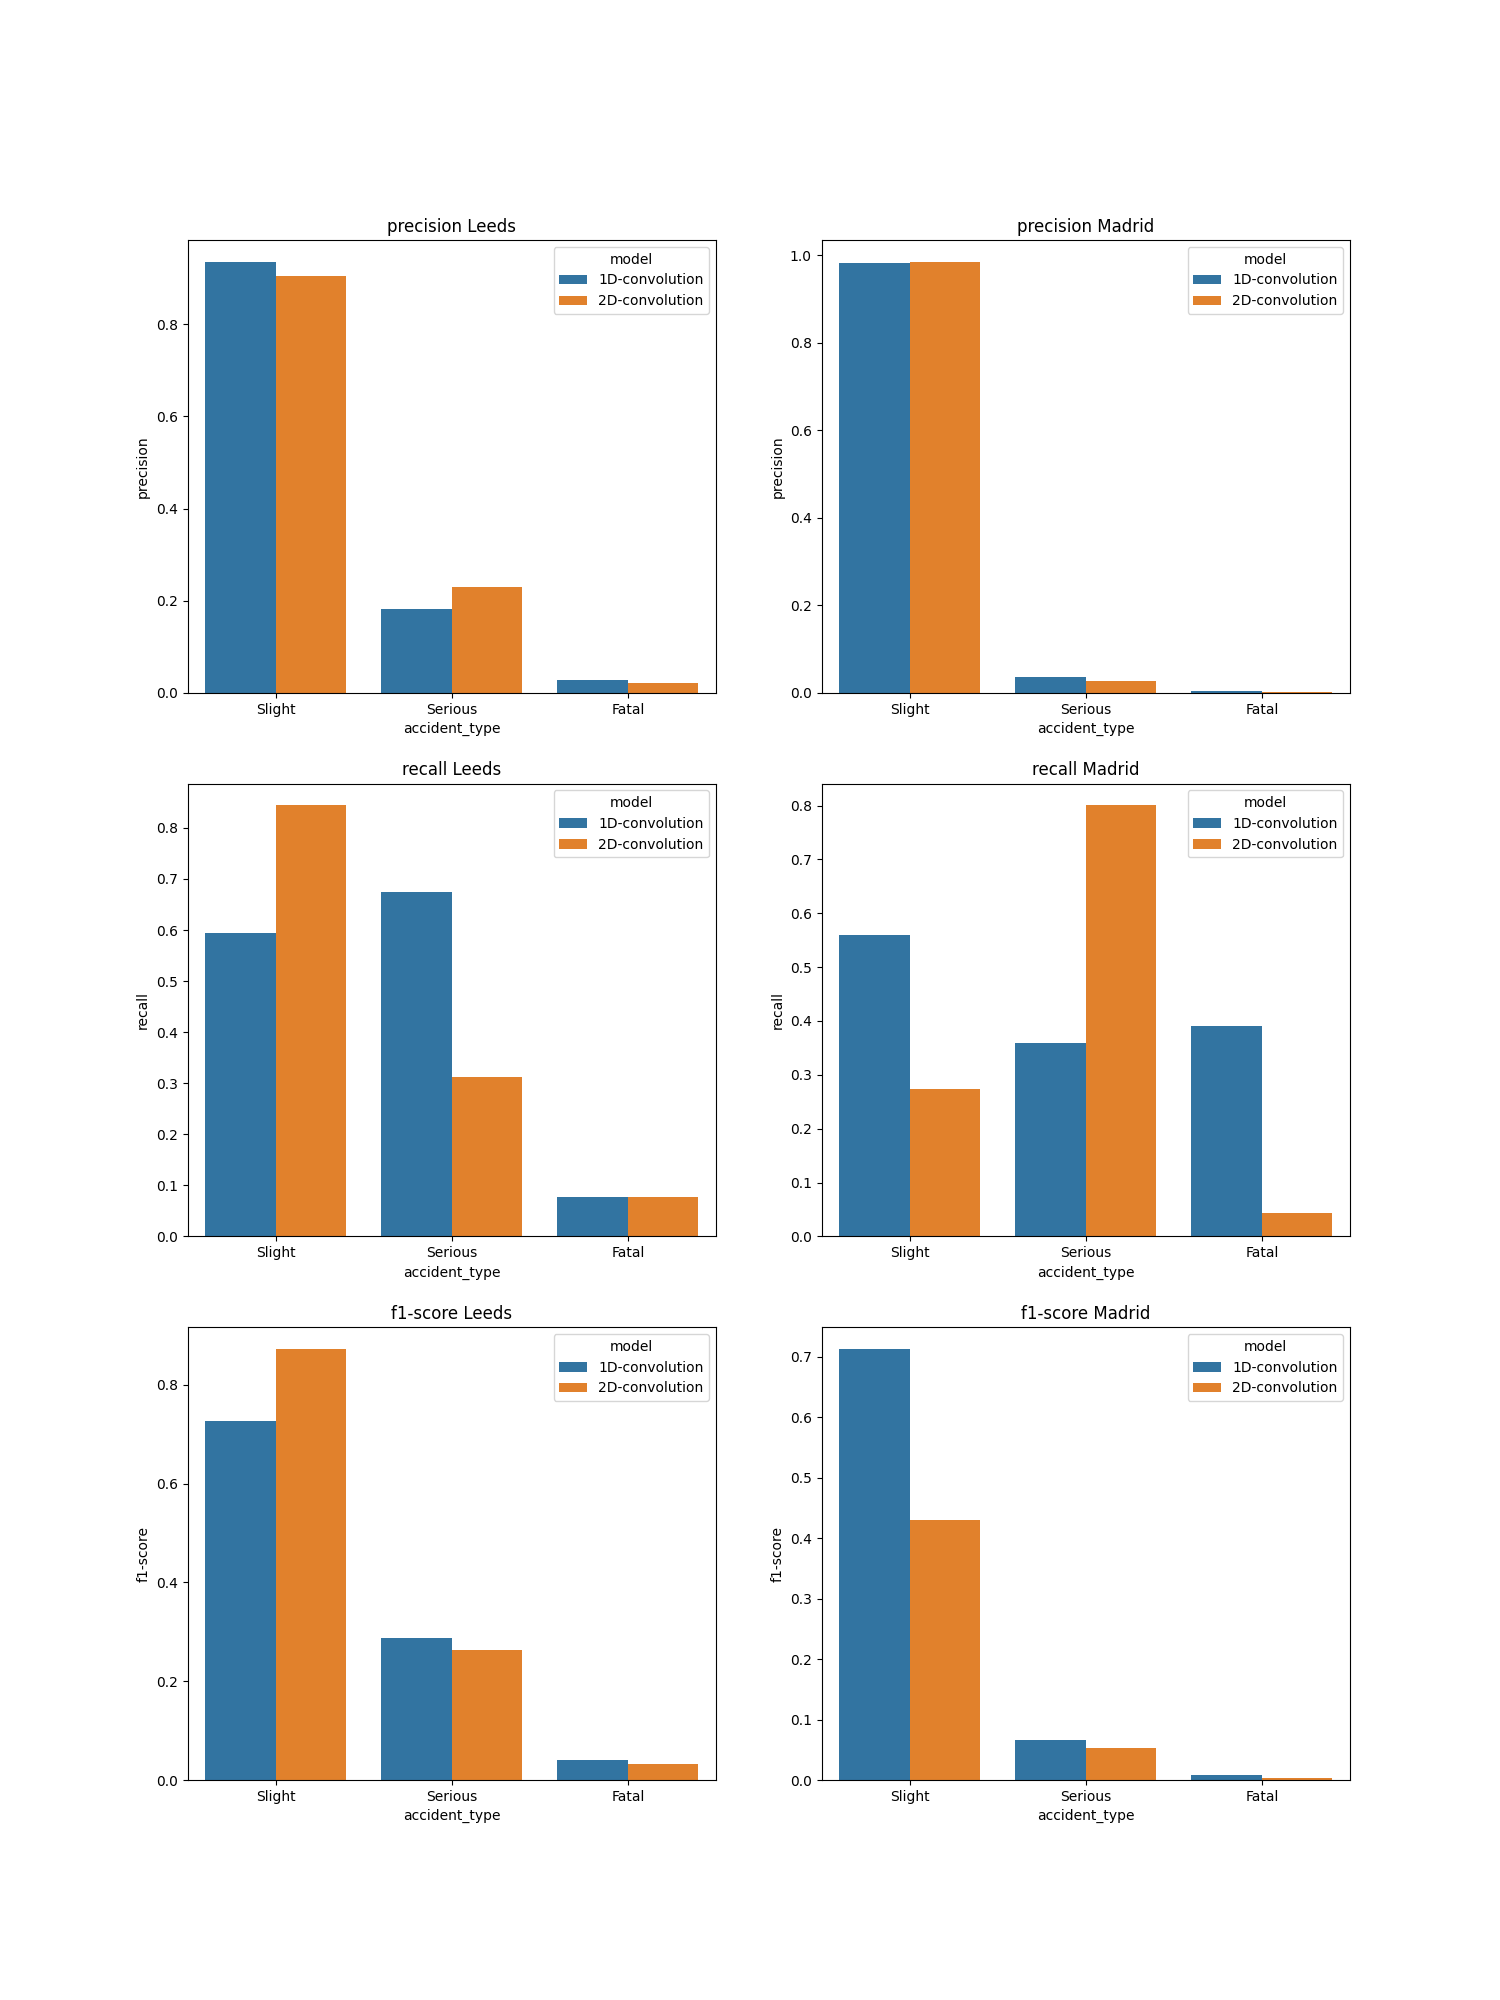 precision Leeds
model
1D-convolution
2D-convolution
0.8
0.6
0.4
0.2
0.0
precision
Slight Serious Fatal
accident_type
precision Madrid
model
1D-convolution
2D-convolution
1.0
0.8
0.6
0.4
0.2
0.0
precision
Slight Serious Fatal
accident_type
recall Leeds
model
1D-convolution
2D-convolution
0.8
0.7
0.6
0.5
0.4
0.3
0.2
0.1
0.0
recall
Slight Serious Fatal
accident_type
recall Madrid
model
1D-convolution
2D-convolution
0.8
0.7
0.6
0.5
0.4
0.3
0.2
0.1
0.0
recall
Slight Serious Fatal
accident_type
f1-score Leeds
model
1D-convolution
2D-convolution
0.8
0.6
0.4
0.2
0.0
f1-score
Slight Serious Fatal
accident_type
f1-score Madrid
model
1D-convolution
2D-convolution
0.7
0.6
0.5
0.4
0.3
0.2
0.1
0.0
f1-score
Slight Serious Fatal
accident_type